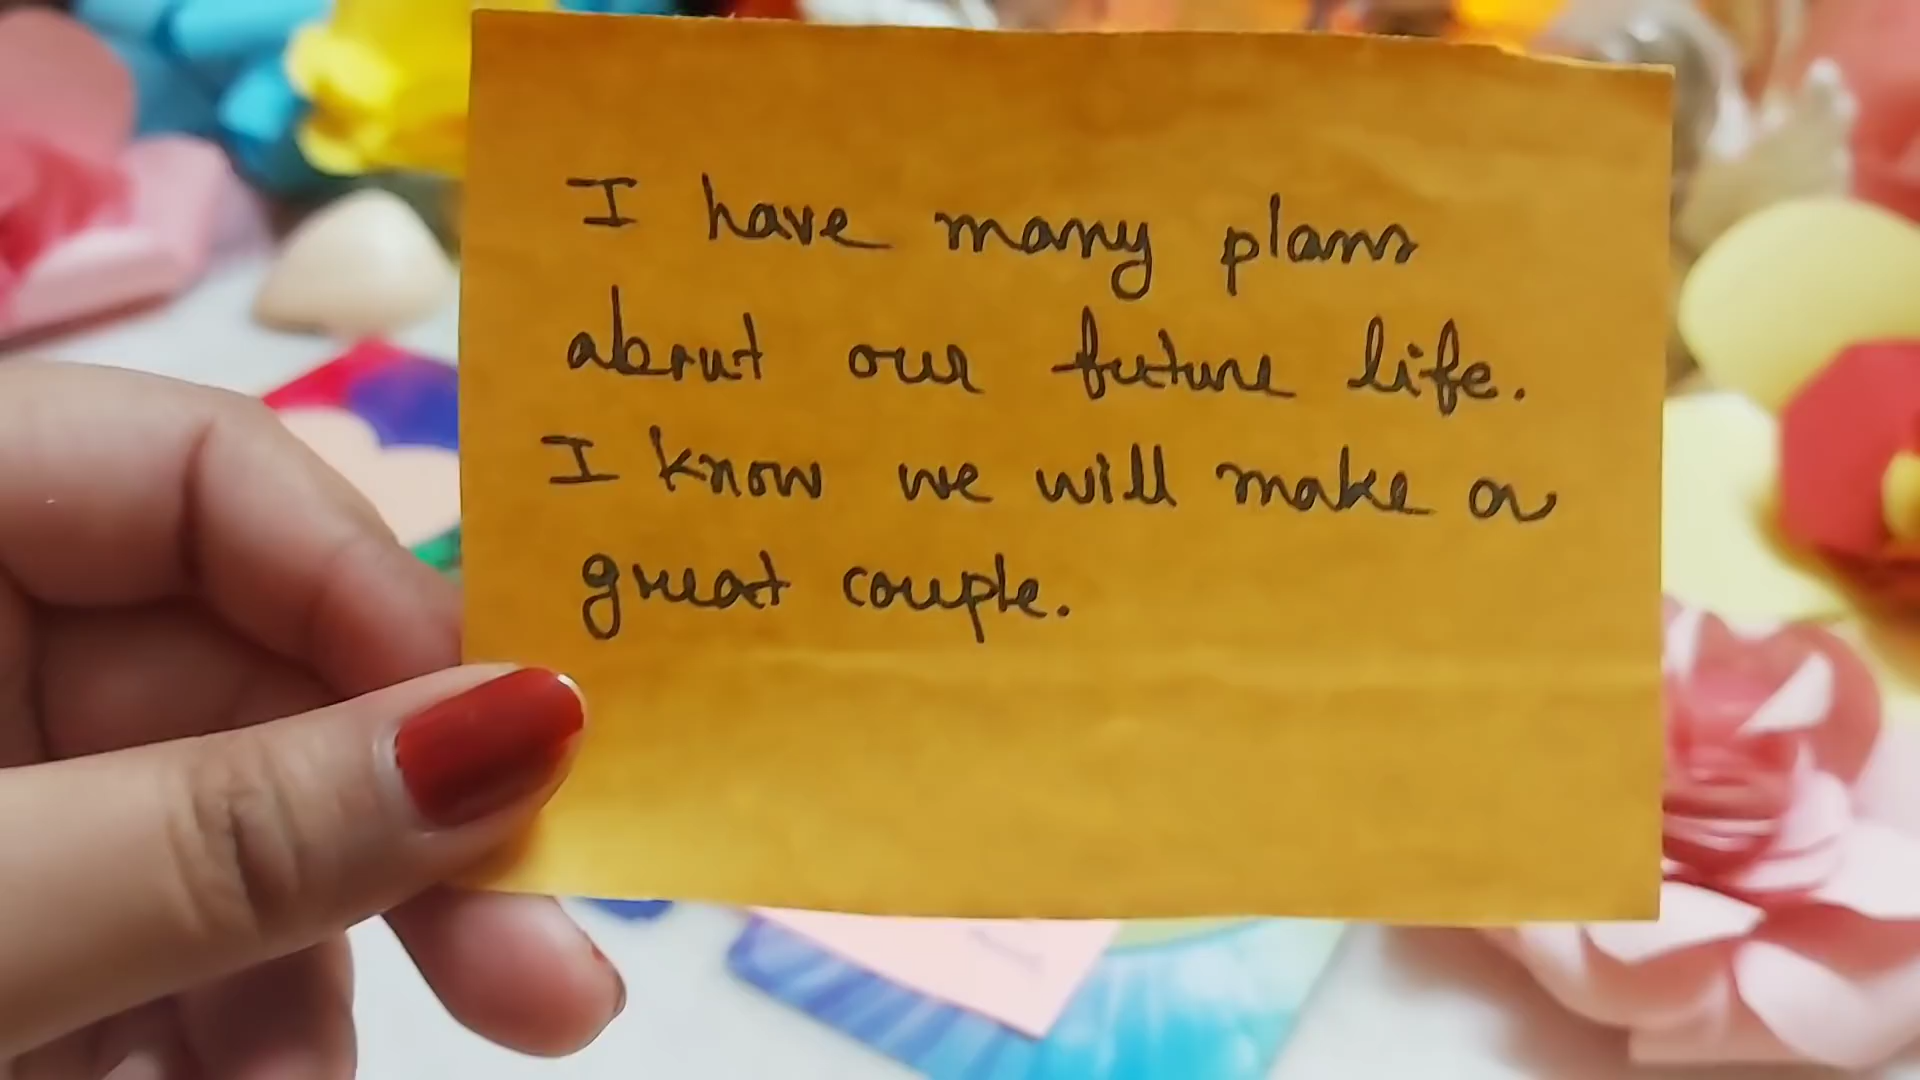 I have many plans
about our future life.
I know we will make a
great couple.